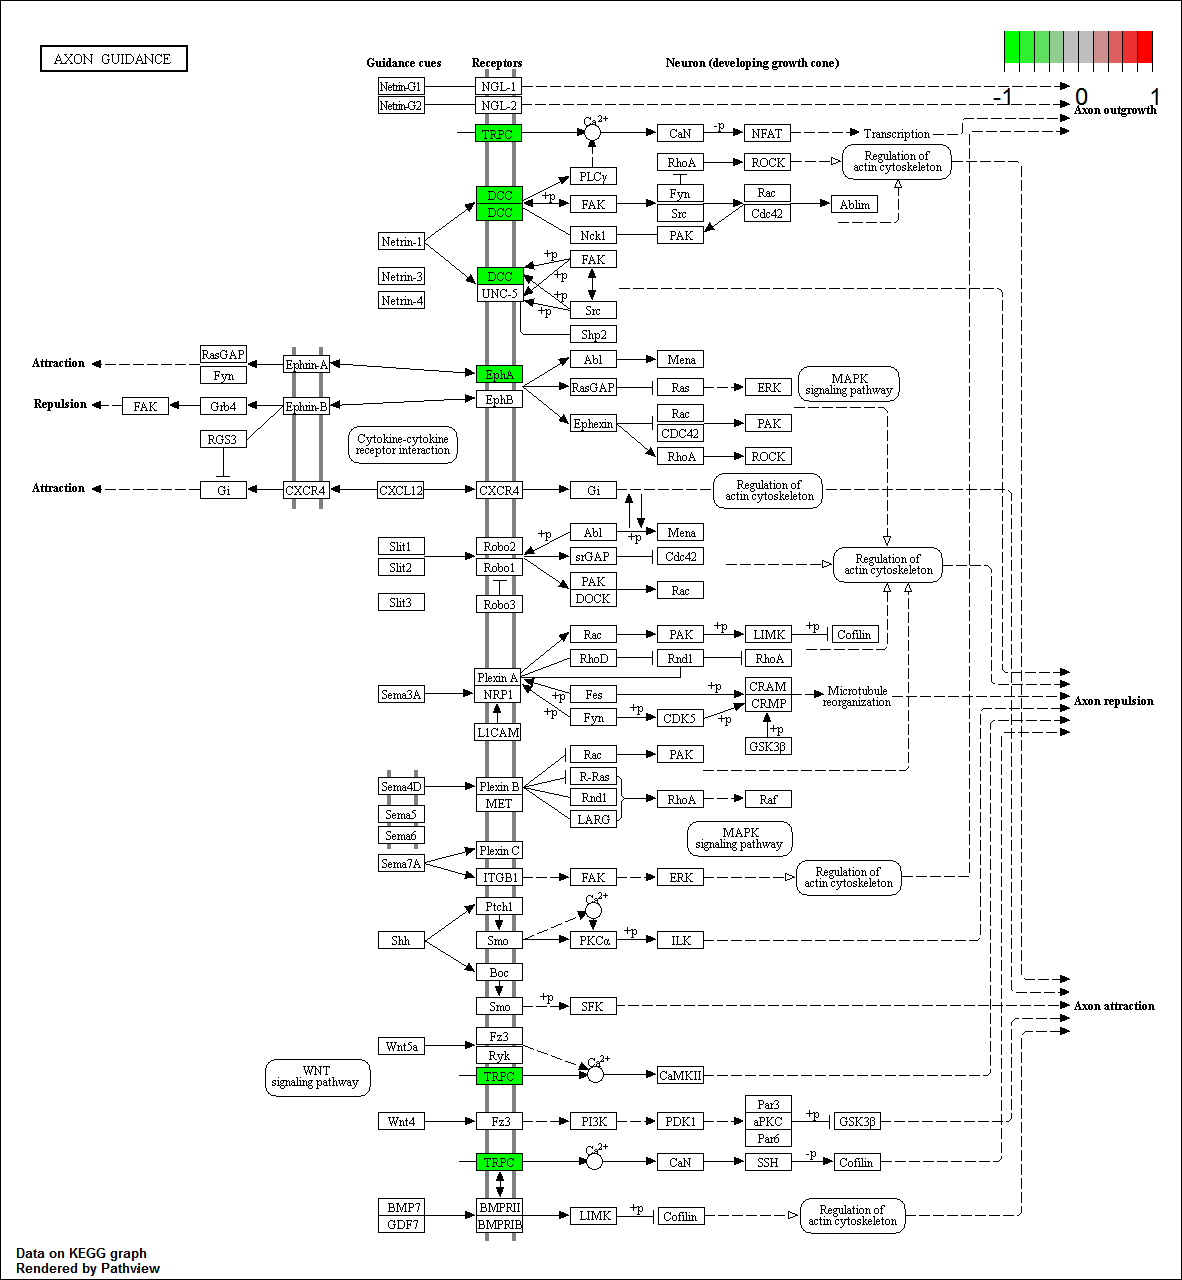 AXON GUIDANCE
Guidance cues
Receptors
Neuron (developing growth cone)
-1
0
1
Netrin-G1
NGL-1
Netrin-G2
NGL-2
Axon outgrowth
TRPC
Ca2+
CaN
-p
NFAT
Transcription
RhoA
ROCK
Regulation of
actin cytoskeleton
PLCγ
DCC
+p
FAK
Fyn
Rac
DCC
Src
Cdc42
Ablim
Netrin-1
Nck1
PAK
+p
FAK
Netrin-3
DCC
+p
Netrin-4
UNC-5
+p
+p
Src
Shp2
Attraction
RasGAP
Fyn
Ephrin-A
EphA
Abl
Mena
MAPK
signaling pathway
RasGAP
Ras
ERK
Repulsion
FAK
Grb4
Ephrin-B
EphB
Rac
Ephexin
CDC42
PAK
RGS3
Cytokine-cytokine
receptor interaction
RhoA
ROCK
Attraction
Gi
CXCR4
CXCL12
CXCR4
Gi
Regulation of
actin cytoskeleton
+p
Abl
+p
Mena
Slit1
Robo2
srGAP
Cdc42
Regulation of
actin cytoskeleton
Slit2
Robo1
PAK
DOCK
Rac
Slit3
Robo3
Rac
PAK
+p
LIMK
+p
Cofilin
RhoD
Rnd1
RhoA
Plexin A
Sema3A
NRP1
+p
Fes
+p
CRAM
CRMP
Microtubule
reorganization
Axon repulsion
+p
Fyn
+p
CDK5
+p
L1CAM
+p
GSK3β
Rac
PAK
Sema4D
Plexin B
R-Ras
MET
Rnd1
RhoA
Raf
Sema5
LARG
Sema6
MAPK
signaling pathway
Plexin C
Sema7A
ITGB1
FAK
ERK
Regulation of
actin cytoskeleton
Ptch1
Ca2+
Shh
Smo
PKCα
+p
ILK
Boc
Smo
+p
SFK
Axon attraction
Wnt5a
Fz3
Ryk
Ca2+
WNT
signaling pathway
TRPC
CaMKII
Par3
Wnt4
Fz3
PI3K
PDK1
aPKC
+p
GSK3β
Par6
TRPC
Ca2+
CaN
SSH
-p
Cofilin
BMP7
BMPRII
+p
GDF7
BMPRIB
LIMK
Cofilin
Regulation of
actin cytoskeleton
Data on KEGG graph
Rendered by Pathview